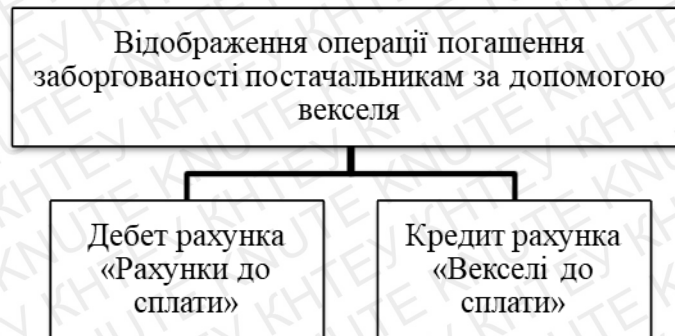 Відображення операції погашення
заборгованості постачальникам за допомогою
векселя
Дебет рахунка
«Рахунки до
сплати»
Кредит рахунка
«Векселі до
сплати»